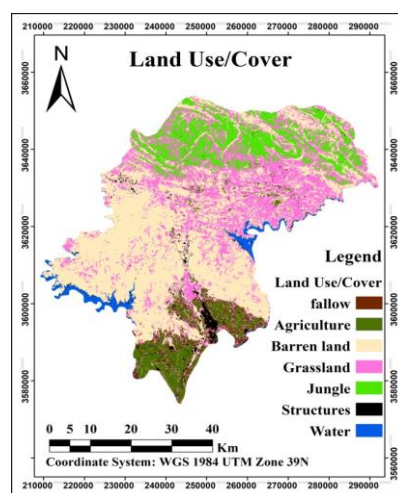 210000 220000 230000 240000 250000 260000 270000 280000 290000
N
Land Use/Cover
3660000
3660000
3640000
3640000
3620000
3620000
3600000
3600000
3580000
3580000
3560000
Legend
Land Use/Cover
fallow
Agriculture
Barren land
Grassland
Jungle
Structures
Water
0 5 10 20 30 40
Km
Coordinate System: WGS 1984 UTM Zone 39N
210000 220000 230000 240000 250000 260000 270000 280000 290000